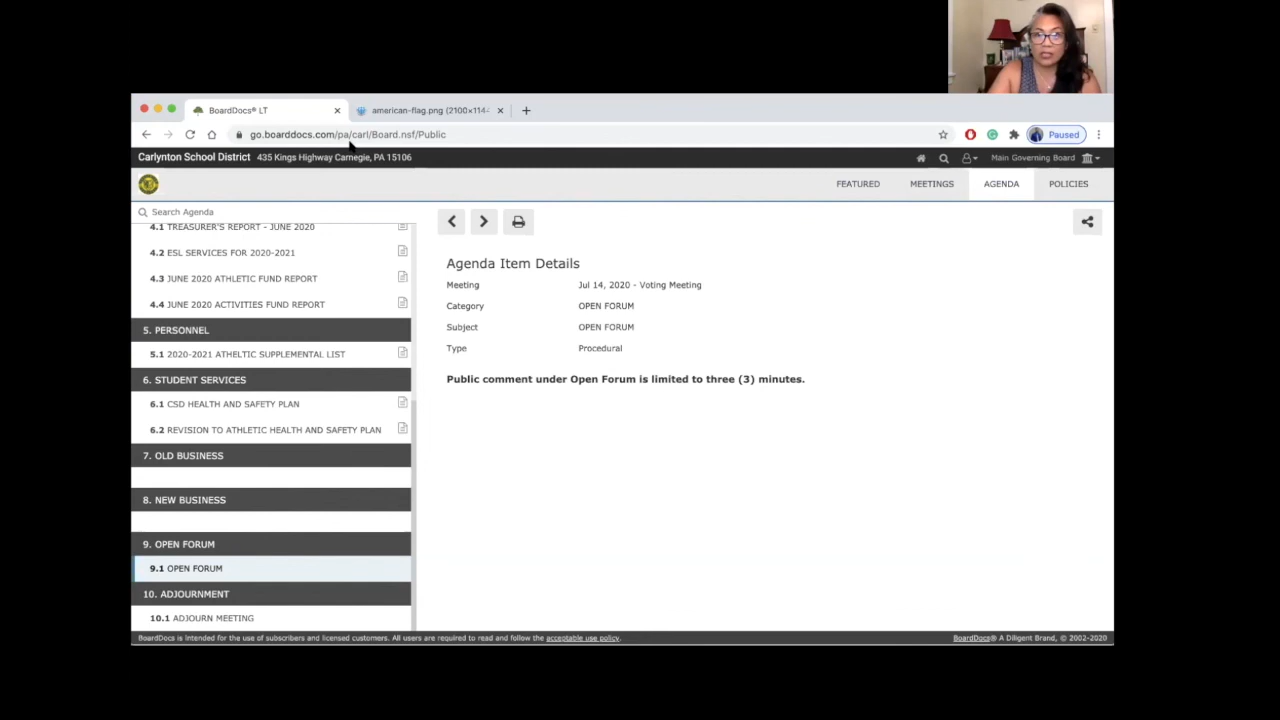 BoardDocs® LT
american-flag.png (2100×114
go.boarddocs.com/pa/carl/Board.nsf/Public
Paused
Carlynton School District 435 Kings Highway Carnegie, PA 15106
Main Governing Board
FEATURED
MEETINGS
AGENDA
POLICIES
Search Agenda
4.1 TREASURER'S REPORT - JUNE 2020
4.2 ESL SERVICES FOR 2020-2021
4.3 JUNE 2020 ATHLETIC FUND REPORT
4.4 JUNE 2020 ACTIVITIES FUND REPORT
5. PERSONNEL
5.1 2020-2021 ATHELTIC SUPPLEMENTAL LIST
6. STUDENT SERVICES
6.1 CSD HEALTH AND SAFETY PLAN
6.2 REVISION TO ATHLETIC HEALTH AND SAFETY PLAN
7. OLD BUSINESS
8. NEW BUSINESS
9. OPEN FORUM
9.1 OPEN FORUM
10. ADJOURNMENT
10.1 ADJOURN MEETING
Agenda Item Details
Meeting Jul 14, 2020 - Voting Meeting
Category OPEN FORUM
Subject OPEN FORUM
Type Procedural
Public comment under Open Forum is limited to three (3) minutes.
BoardDocs is intended for the use of subscribers and licensed customers. All users are required to read and follow the acceptable use policy.
BoardDocs® A Diligent Brand, © 2002-2020